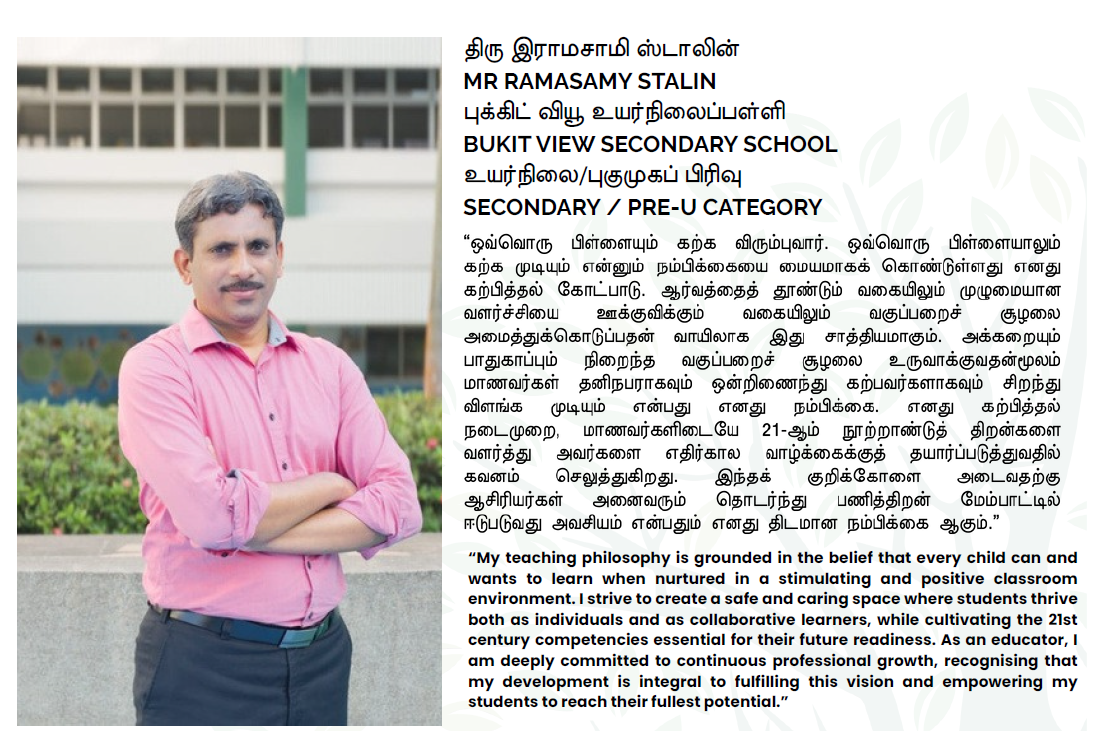 திரு இராமசாமி ஸ்டாலின்
MR RAMASAMY STALIN
புக்கிட் வியூ உயர்நிலைப்பள்ளி
BUKIT VIEW SECONDARY SCHOOL
உயர்நிலை/புகுமுகப் பிரிவு
SECONDARY / PRE-U CATEGORY
“ஒவ்வொரு பிள்ளையும் கற்க விரும்புவார். ஒவ்வொரு பிள்ளையாலும்
கற்க முடியும் என்னும் நம்பிக்கையை மையமாகக் கொண்டுள்ளது எனது
கற்பித்தல் கோட்பாடு. ஆர்வத்தைத் தூண்டும் வகையிலும் முழுமையான
வளர்ச்சியை ஊக்குவிக்கும் வகையிலும் வகுப்பறைச் சூழலை
அமைத்துக்கொடுப்பதன் வாயிலாக இது சாத்தியமாகும். அக்கறையும்
பாதுகாப்பும் நிறைந்த வகுப்பறைச் சூழலை உருவாக்குவதன்மூலம்
மாணவர்கள் தனிநபராகவும் ஒன்றிணைந்து கற்பவர்களாகவும் சிறந்து
விளங்க முடியும் என்பது எனது நம்பிக்கை. எனது கற்பித்தல்
நடைமுறை, மாணவர்களிடையே 21-ஆம் நூற்றாண்டுத் திறன்களை
வளர்த்து அவர்களை எதிர்கால வாழ்க்கைக்குத் தயார்ப்படுத்துவதில்
கவனம் செலுத்துகிறது. இந்தக் குறிக்கோளை அடைவதற்கு
ஆசிரியர்கள் அனைவரும் தொடர்ந்து பணித்திறன் மேம்பாட்டில்
ஈடுபடுவது அவசியம் என்பதும் எனது திடமான நம்பிக்கை ஆகும்.”
“My teaching philosophy is grounded in the belief that every child can and
wants to learn when nurtured in a stimulating and positive classroom
environment. I strive to create a safe and caring space where students thrive
both as individuals and as collaborative learners, while cultivating the 21st
century competencies essential for their future readiness. As an educator, I
am deeply committed to continuous professional growth, recognising that
my development is integral to fulfilling this vision and empowering my
students to reach their fullest potential.”